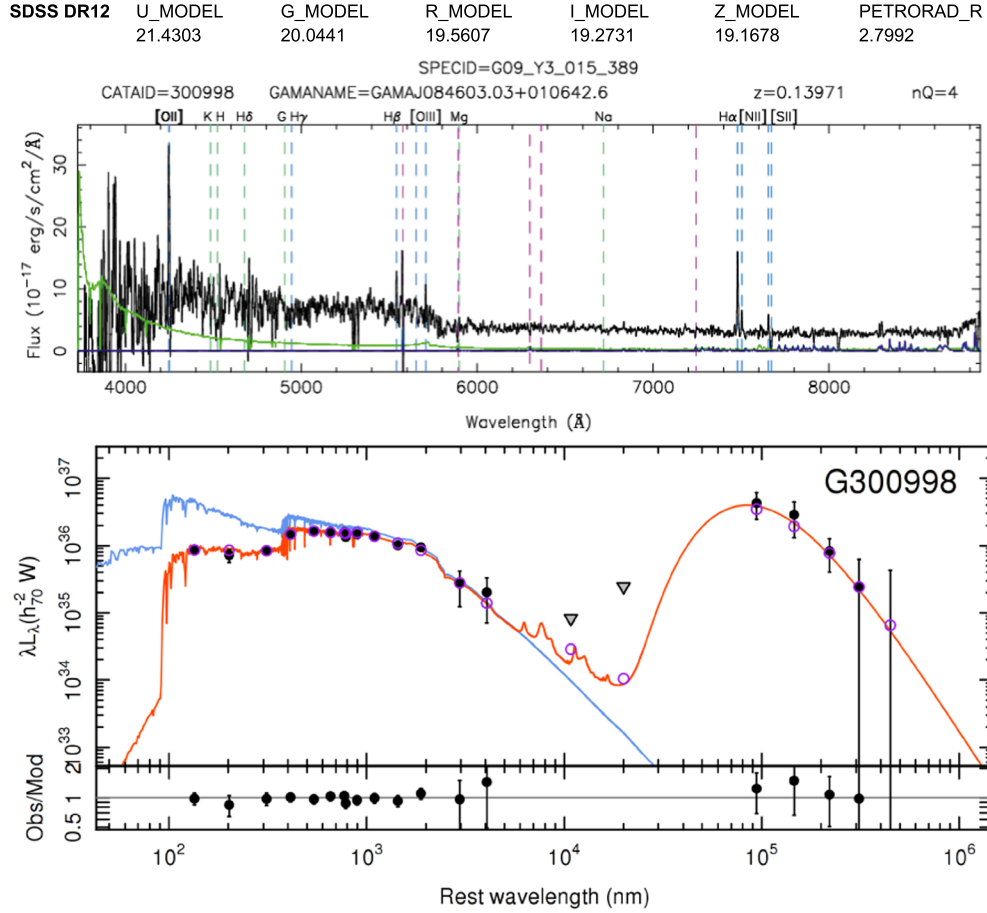 SDSS DR12 U_MODEL G_MODEL R_MODEL I_MODEL Z_MODEL PETRORAD_R
21.4303 20.0441 19.5607 19.2731 19.1678 2.7992
SPECID=G09_Y3_015_389
CATAID=300998 GAMANAME=GAMAJ084603.03+010642.6 z=0.13971 nQ=4
[OII] K H Hδ G Hγ Hβ [OIII] Mg Na Hα [NII] [SII]
Flux (10⁻¹⁷ erg/s/cm²/Å)
30
20
10
0
4000 5000 6000 7000 8000
Wavelength (Å)
G300998
λLλ(h₇₀⁻² W)
10³⁷
10³⁶
10³⁵
10³⁴
10³³
Obs/Mod
2
1
0.5
10² 10³ 10⁴ 10⁵ 10⁶
Rest wavelength (nm)